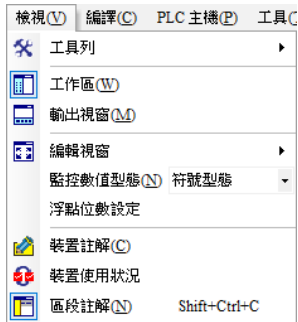 檢視(V) 編譯(C) PLC 主機(P) 工具(
工具列
工作區(W)
輸出視窗(M)
編輯視窗
監控數值型態(N) 符號型態
浮點位數設定
裝置註解(C)
裝置使用狀況
區段註解(N) Shift+Ctrl+C